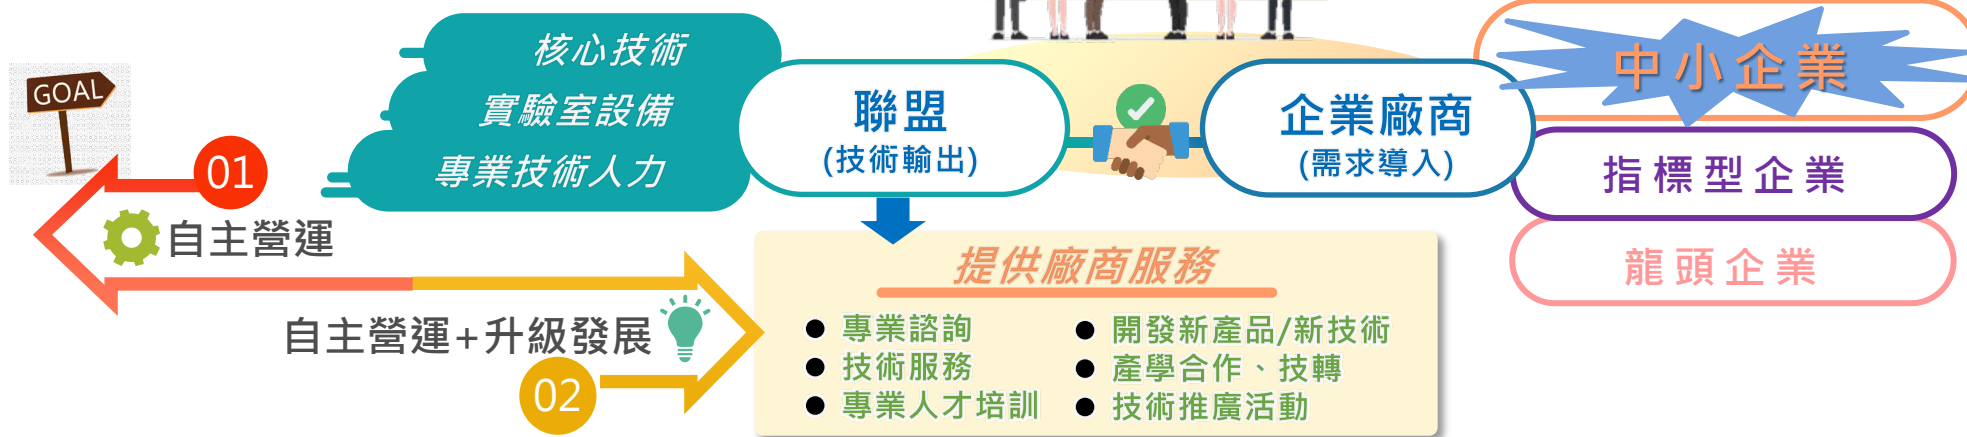 GOAL
01
自主營運
自主營運+升級發展
02
核心技術
實驗室設備
專業技術人力
聯盟
(技術輸出)
企業廠商
(需求導入)
中小企業
指標型企業
龍頭企業
提供廠商服務
● 專業諮詢
● 技術服務
● 專業人才培訓
● 開發新產品/新技術
● 產學合作、技轉
● 技術推廣活動